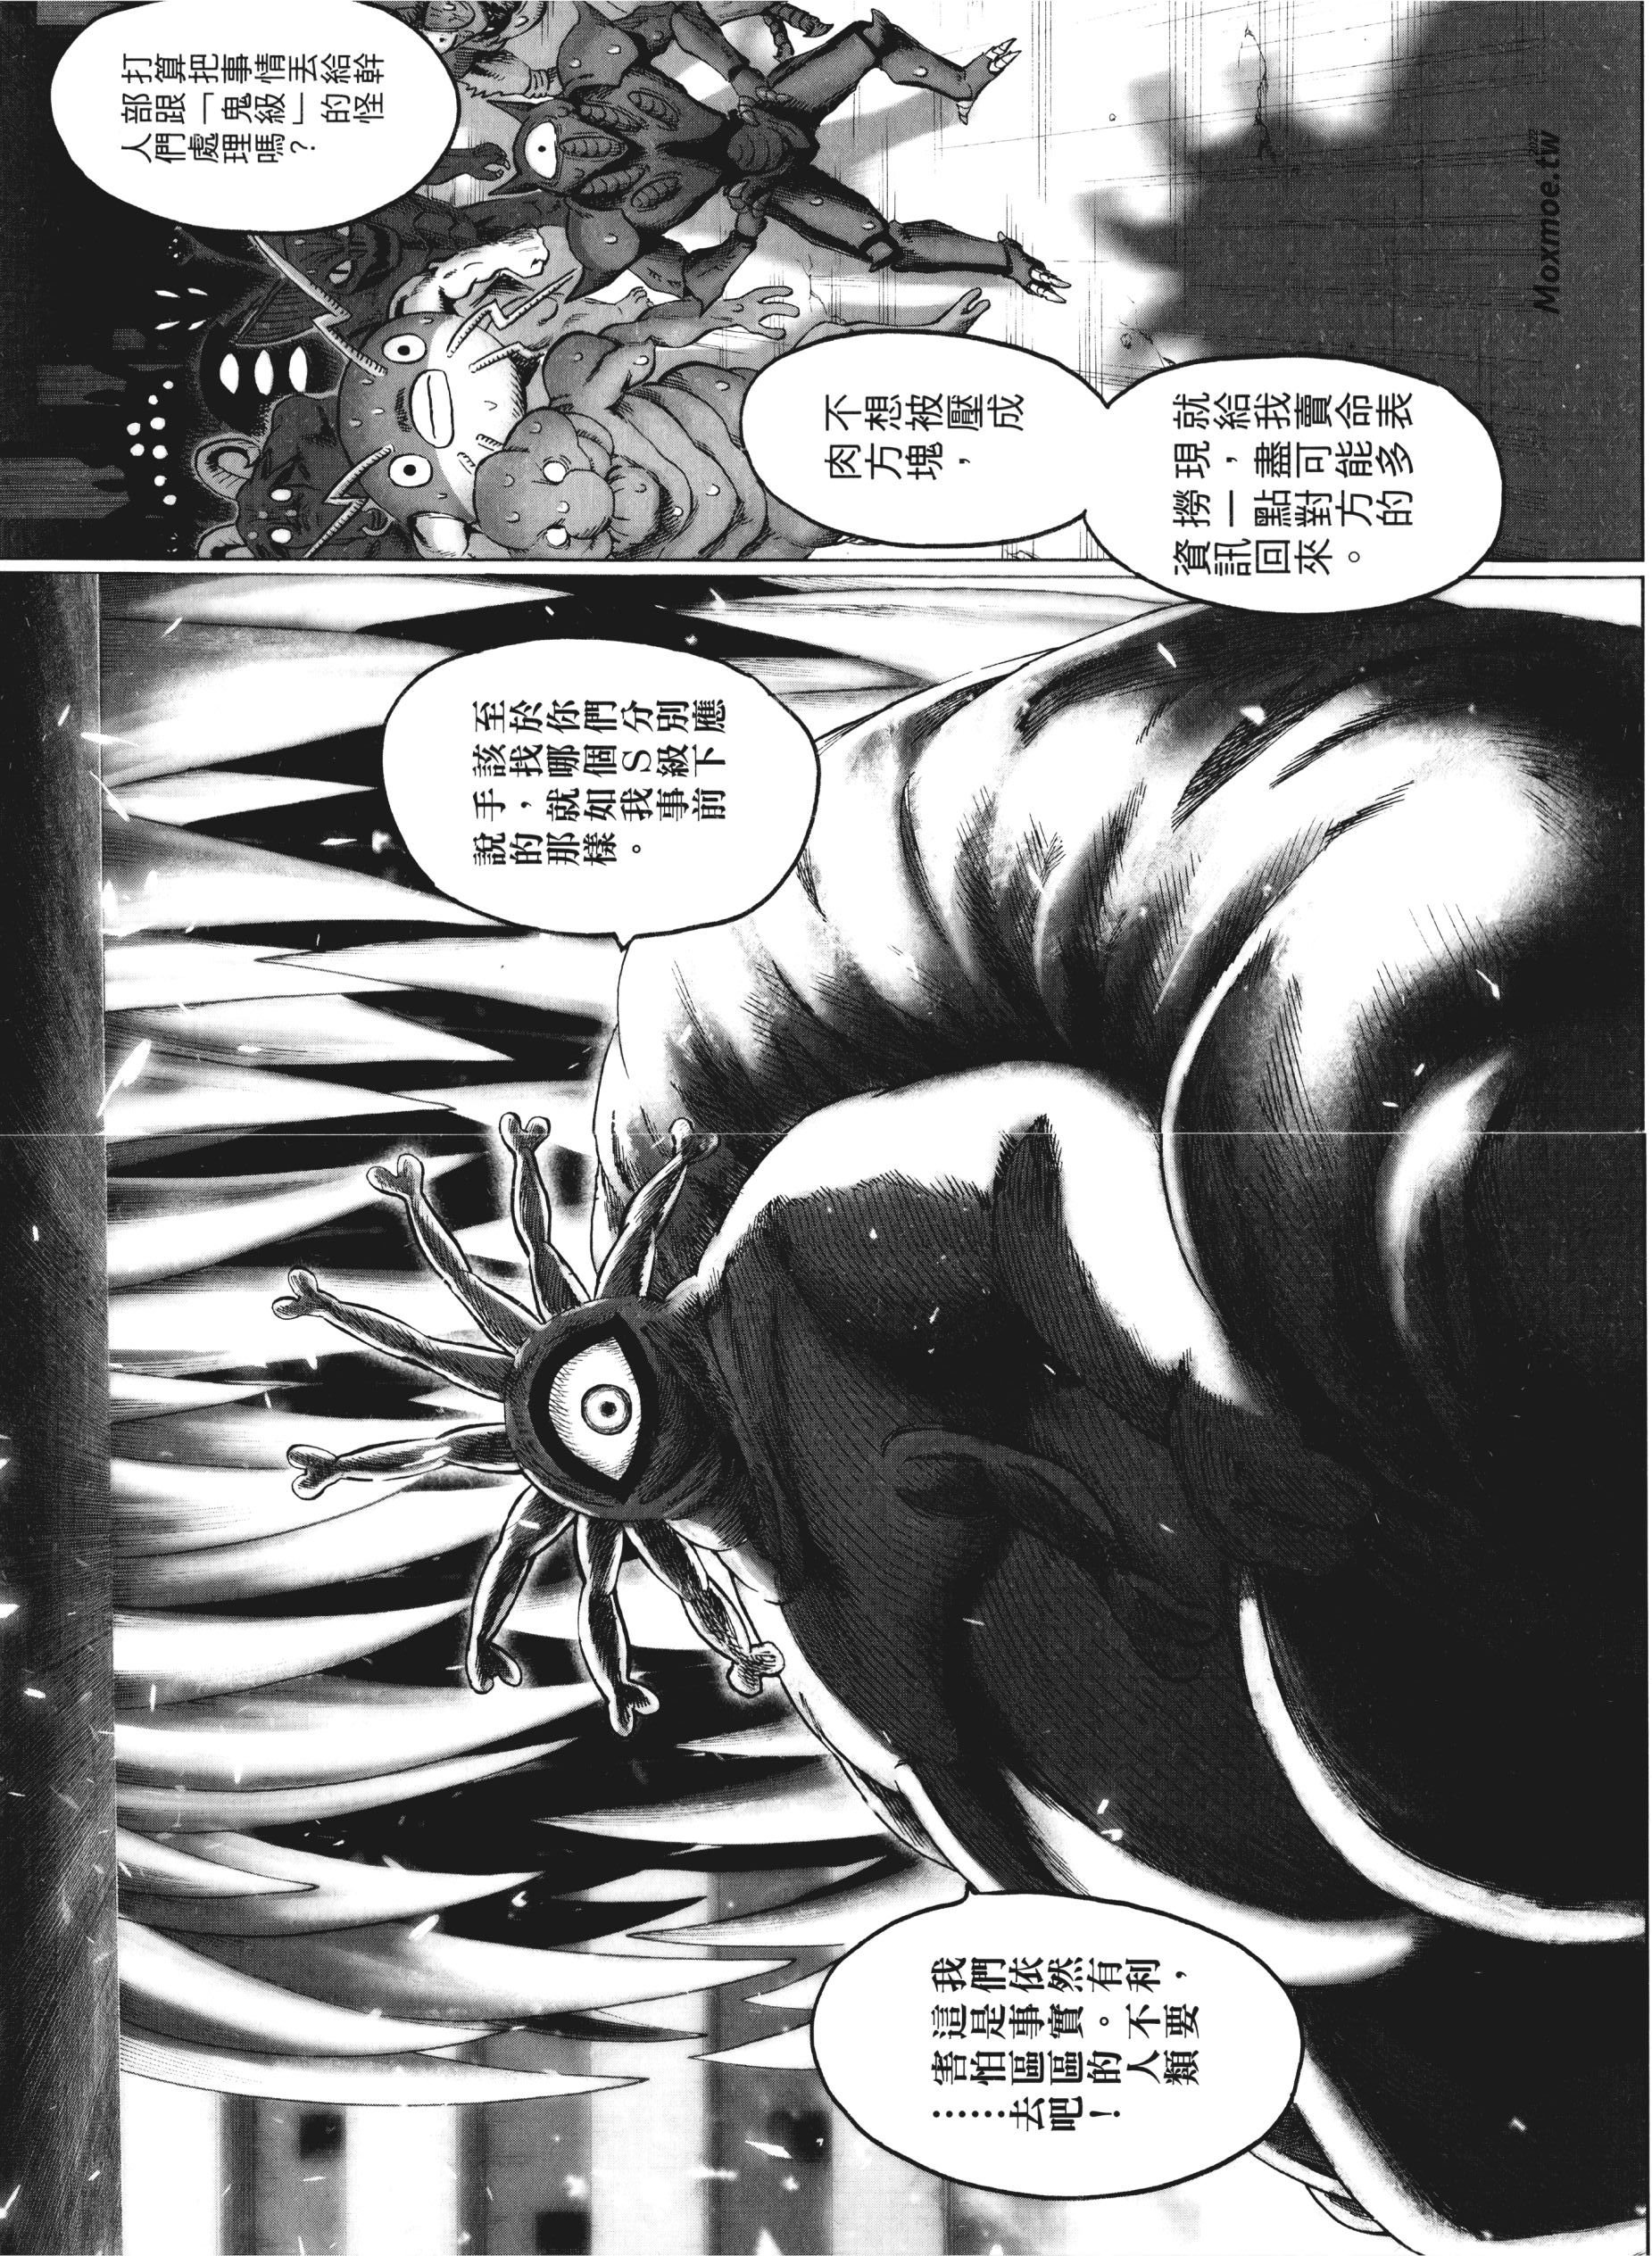 打算把事情丟給幹
部跟「鬼級」的怪
人們處理嗎？
不想被壓成
肉方塊，
就給我賣命表
現，盡可能多
撈一點對方的
資訊回來。
至於你們分別應
該找哪個S級下
手，就如我事前
說的那樣。
我們依然有利，
這是事實。不要
害怕區區的人類
……去吧！
Moxmoe.tw
2022